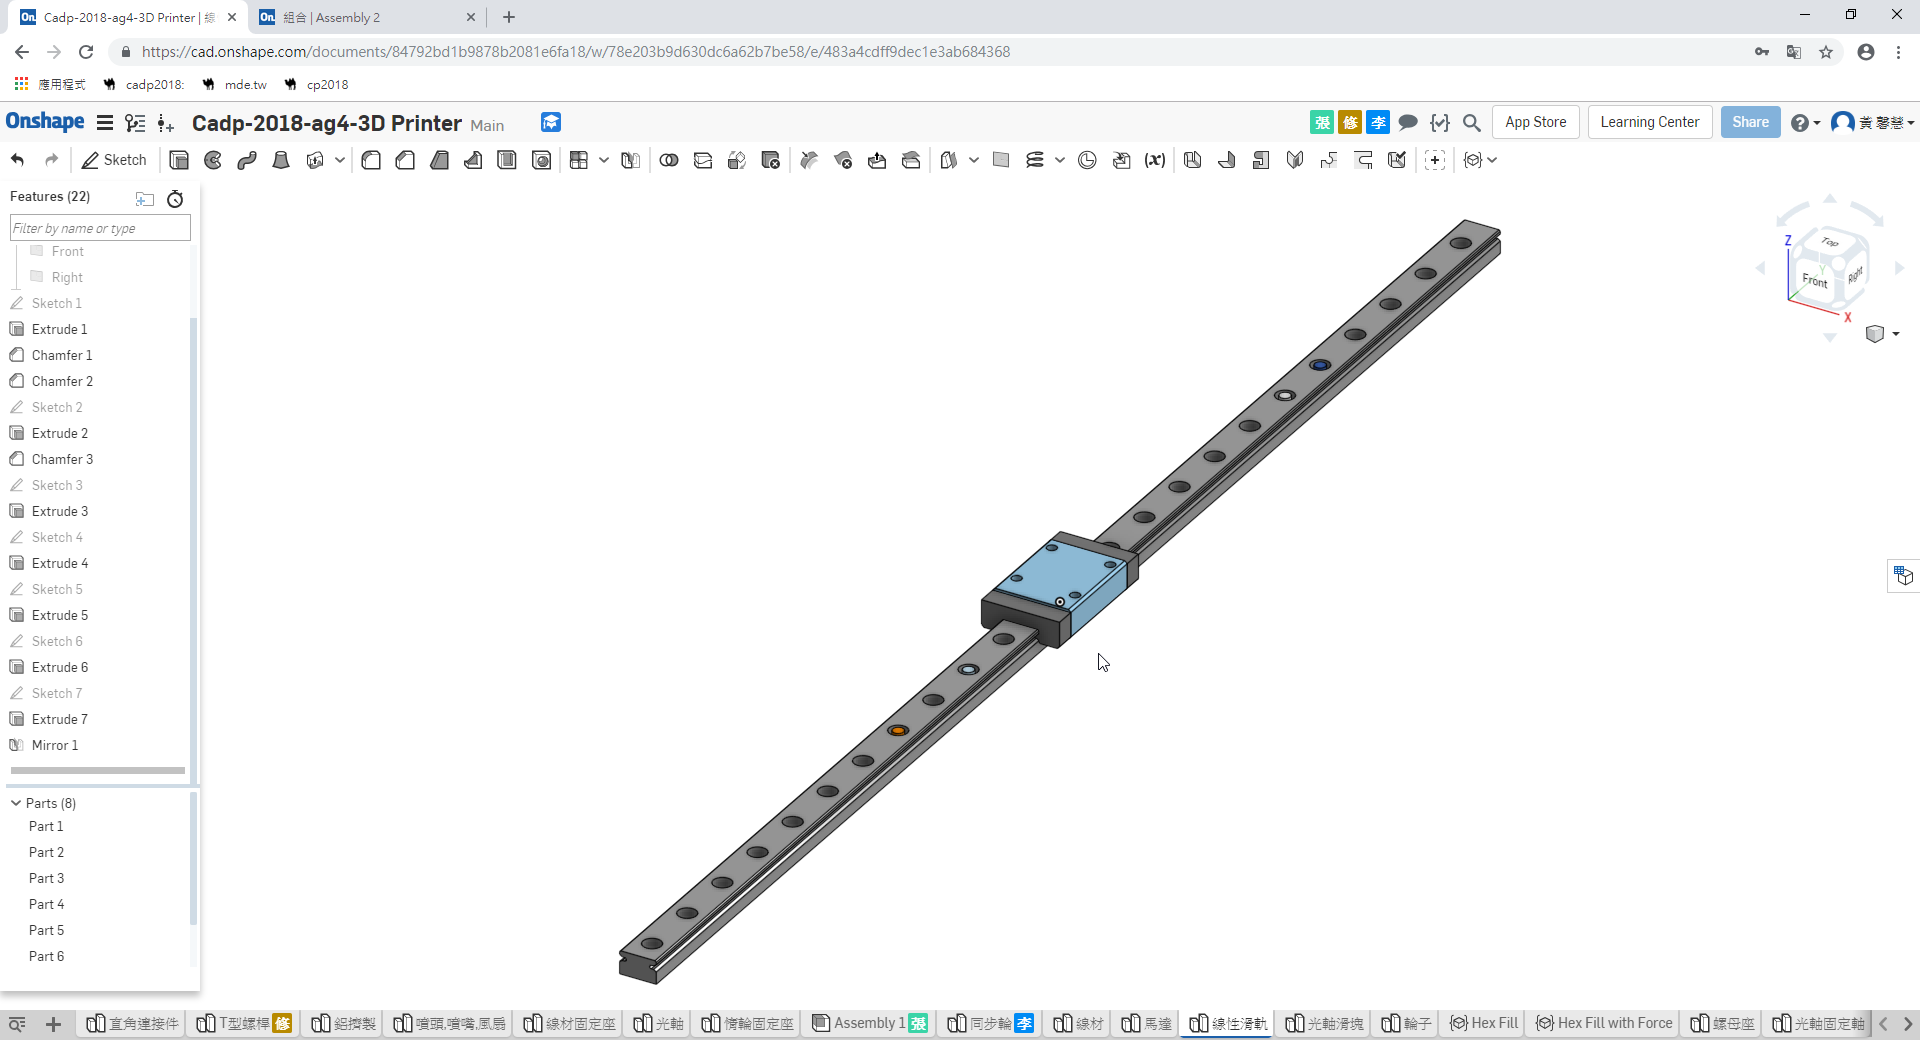 Cadp-2018-ag4-3D Printer | 線
組合 | Assembly 2
https://cad.onshape.com/documents/84792bd1b9878b2081e6fa18/w/78e203b9d630dc6a62b7be58/e/483a4cdff9dec1e3ab684368
應用程式 cadp2018: mde.tw cp2018
Onshape Cadp-2018-ag4-3D Printer Main 張 修 李 App Store Learning Center Share 黃 馨慧
Sketch (x)
Features (22)
Filter by name or type
Front
Right
Sketch 1
Extrude 1
Chamfer 1
Chamfer 2
Sketch 2
Extrude 2
Chamfer 3
Sketch 3
Extrude 3
Sketch 4
Extrude 4
Sketch 5
Extrude 5
Sketch 6
Extrude 6
Sketch 7
Extrude 7
Mirror 1
Parts (8)
Part 1
Part 2
Part 3
Part 4
Part 5
Part 6
Z
Top
Y
Front
Right
X
直角連接件 T型螺桿 修 鋁擠製 噴頭,噴嘴,風扇 線材固定座 光軸 惰輪固定座 Assembly 1 張 同步輪 李 線材 馬達 線性滑軌 光軸滑塊 輪子 Hex Fill Hex Fill with Force 螺母座 光軸固定軸